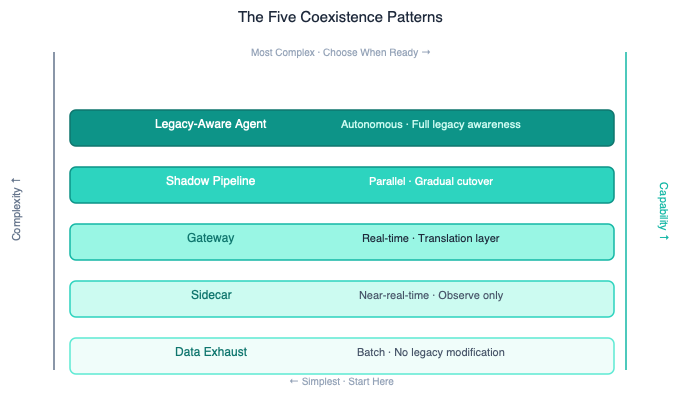 The Five Coexistence Patterns
Most Complex · Choose When Ready →
Legacy-Aware Agent Autonomous · Full legacy awareness
Shadow Pipeline Parallel · Gradual cutover
Gateway Real-time · Translation layer
Sidecar Near-real-time · Observe only
Data Exhaust Batch · No legacy modification
← Simplest · Start Here
Complexity ↑
Capability ↑